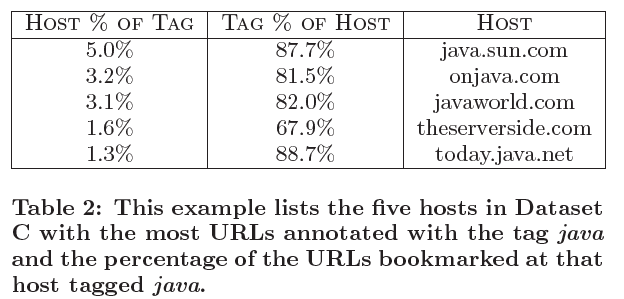 HOST % OF TAG TAG % OF HOST HOST
5.0% 87.7% java.sun.com
3.2% 81.5% onjava.com
3.1% 82.0% javaworld.com
1.6% 67.9% theserverside.com
1.3% 88.7% today.java.net
Table 2: This example lists the five hosts in Dataset
C with the most URLs annotated with the tag java
and the percentage of the URLs bookmarked at that
host tagged java.